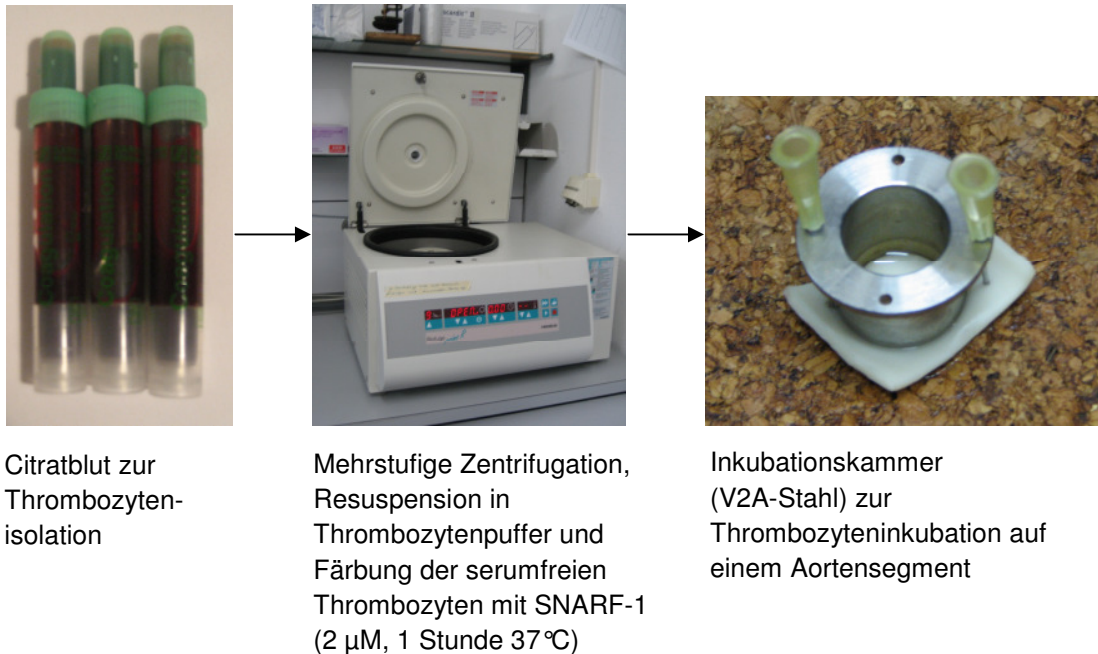 Citratblut zur
Thrombozyten-
isolation
Mehrstufige Zentrifugation,
Resuspension in
Thrombozytenpuffer und
Färbung der serumfreien
Thrombozyten mit SNARF-1
(2 µM, 1 Stunde 37°C)
Inkubationskammer
(V2A-Stahl) zur
Thrombozyteninkubation auf
einem Aortensegment
OPEN